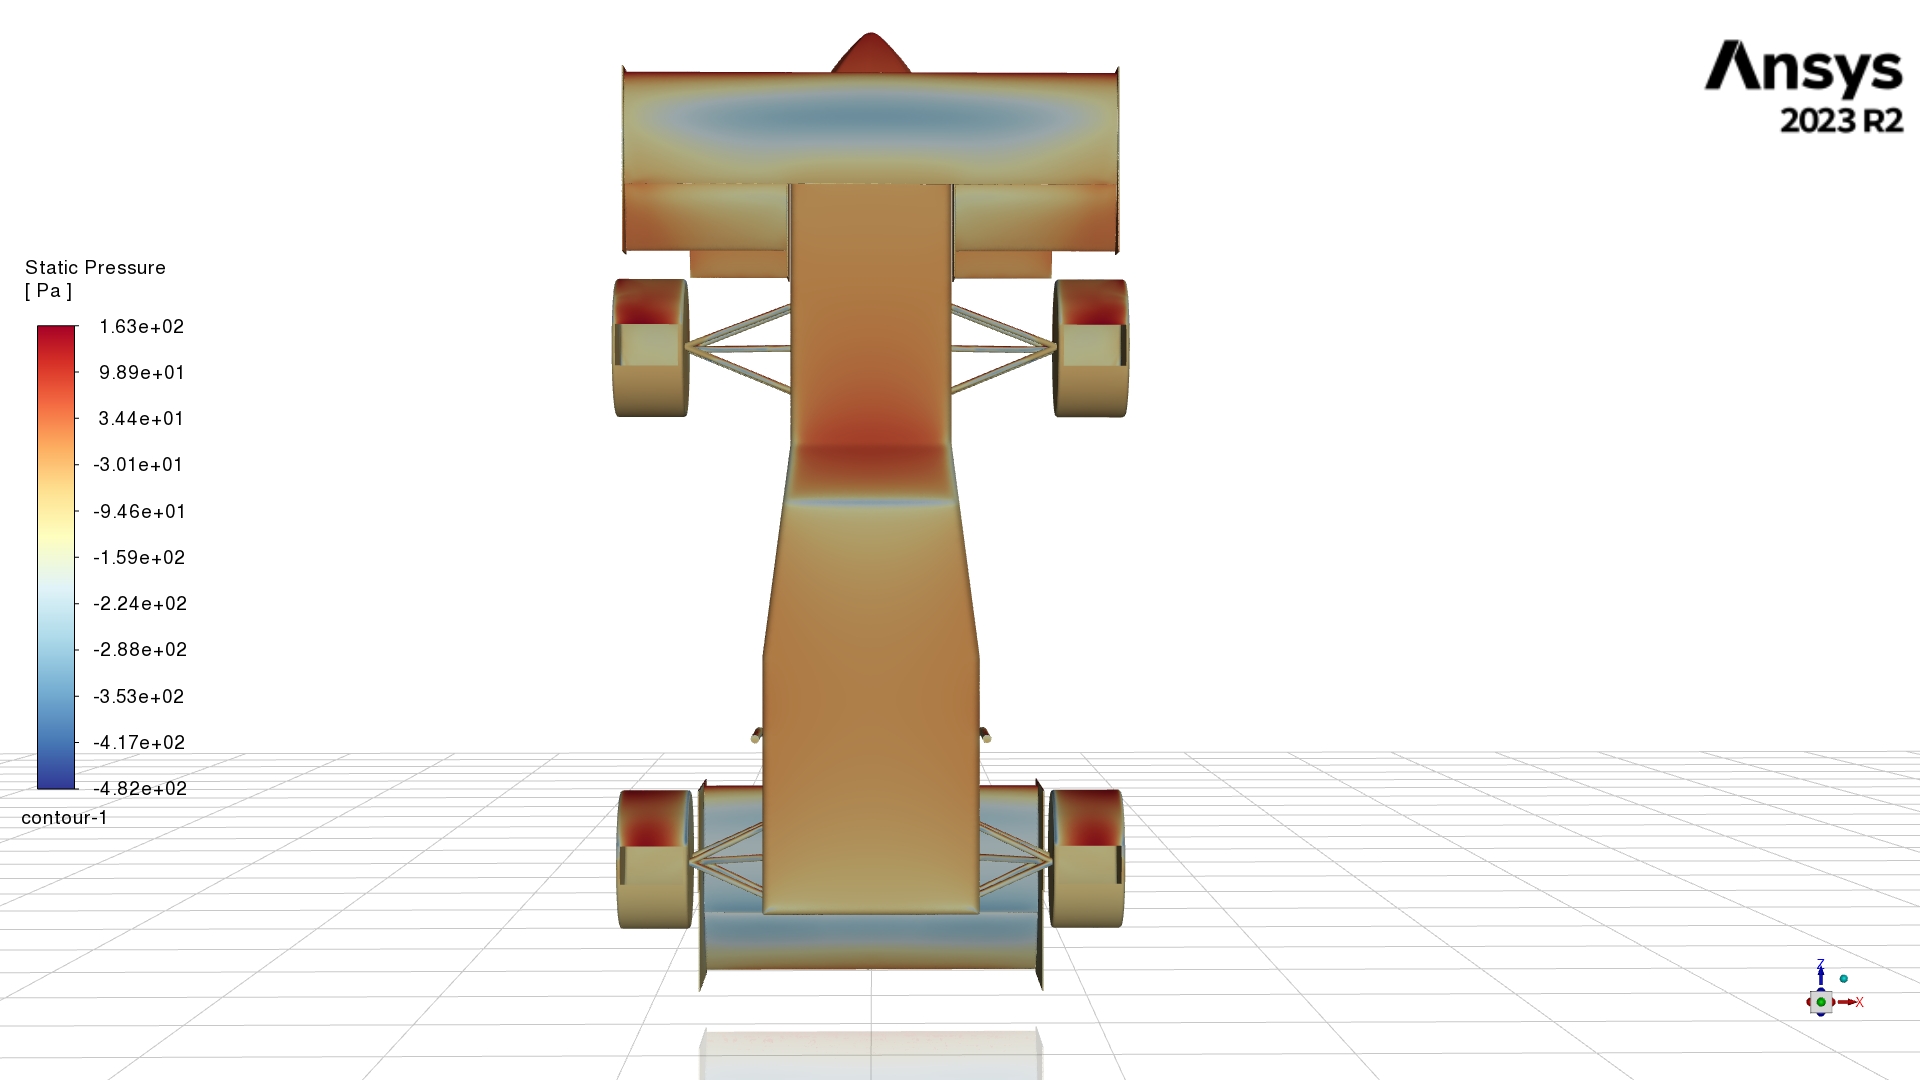 Ansys
2023 R2
Static Pressure
[ Pa ]
1.63e+02
9.89e+01
3.44e+01
-3.01e+01
-9.46e+01
-1.59e+02
-2.24e+02
-2.88e+02
-3.53e+02
-4.17e+02
-4.82e+02
contour-1
Z
X